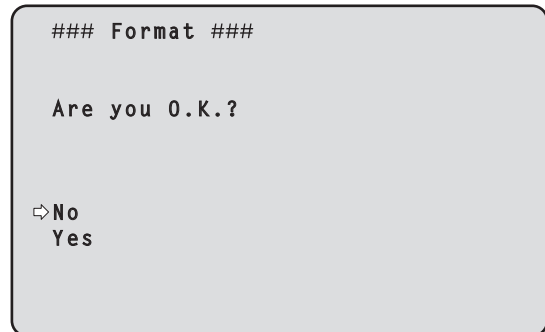 ### Format ###
Are you O.K.?
⇨No
Yes